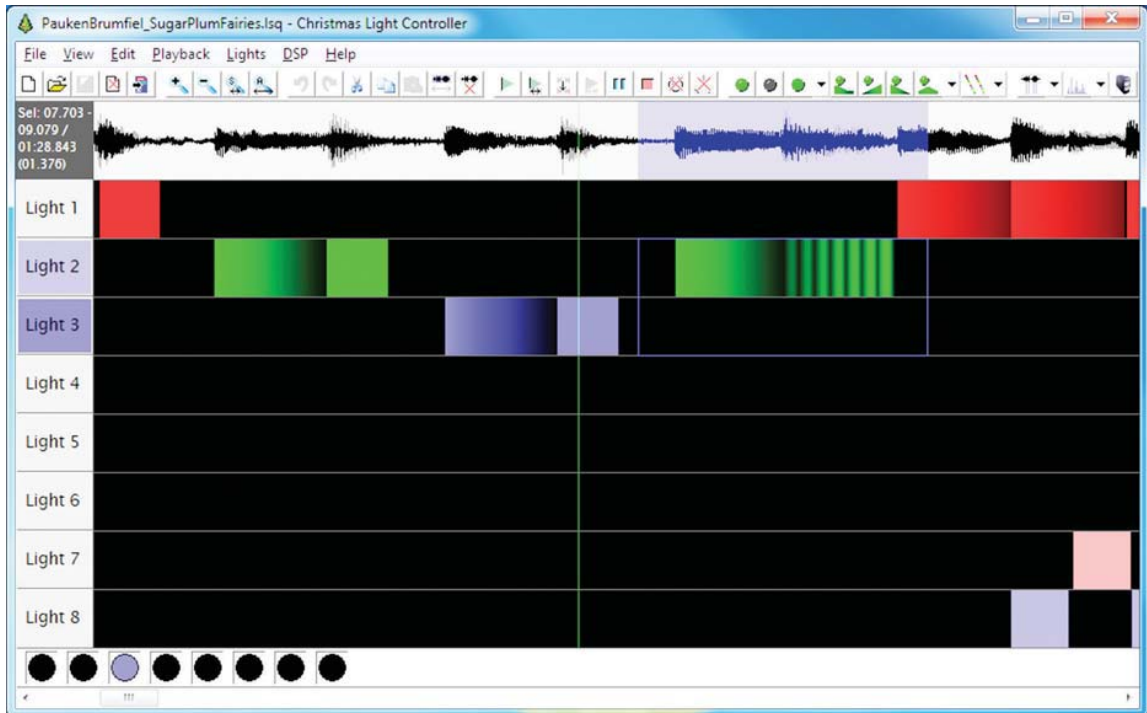 PaukenBrumfiel_SugarPlumFairies.lsq - Christmas Light Controller
File View Edit Playback Lights DSP Help
Sel: 07.703 -
09.079 /
01:28.843
(01.376)
Light 1
Light 2
Light 3
Light 4
Light 5
Light 6
Light 7
Light 8